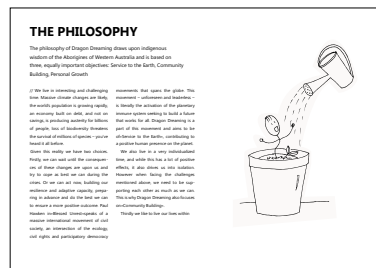 THE PHILOSOPHY
The philosophy of Dragon Dreaming draws upon indigenous
wisdom of the Aborigines of Western Australia and is based on
three, equally important objectives: Service to the Earth, Community
Building, Personal Growth
// We live in interesting and challenging
time: Massive climate changes are likely,
the world's population is growing rapidly,
an economy built on debt, and not on
savings, is producing austerity for billions
of people, loss of biodiversity threatens
the survival of millions of species – you've
heard it all before.
Given this reality we have two choices.
Firstly, we can wait until the consequen-
ces of these changes are upon us and
try to cope as best we can during the
crises. Or we can act now, building our
resilience and adaptive capacity, prepa-
ring in advance and do the best we can
to ensure a more positive outcome. Paul
Hawken in›Blessed Unrest‹speaks of a
massive international movement of civil
society, an intersection of the ecology,
civil rights and participatory democracy
movements that spans the globe. This
movement – unforeseen and leaderless –
is literally the activation of the planetary
immune system seeking to build a future
that works for all. Dragon Dreaming is a
part of this movement and aims to be
of›Service to the Earth‹, contributing to
a positive human presence on the planet.
We also live in a very individualised
time, and while this has a lot of positive
effects, it also drives us into isolation.
However when facing the challenges
mentioned above, we need to be sup-
porting each other as much as we can.
This is why Dragon Dreaming also focuses
on›Community Building‹.
Thirdly we like to live our lives within